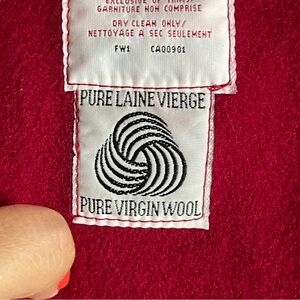 EXCLUSIVE OF TRIMS/
GARNITURE NON COMPRISE
DRY CLEAN ONLY/
NETTOYAGE A SEC SEULEMENT
FW1 CA00901
PURE LAINE VIERGE
PURE VIRGIN WOOL